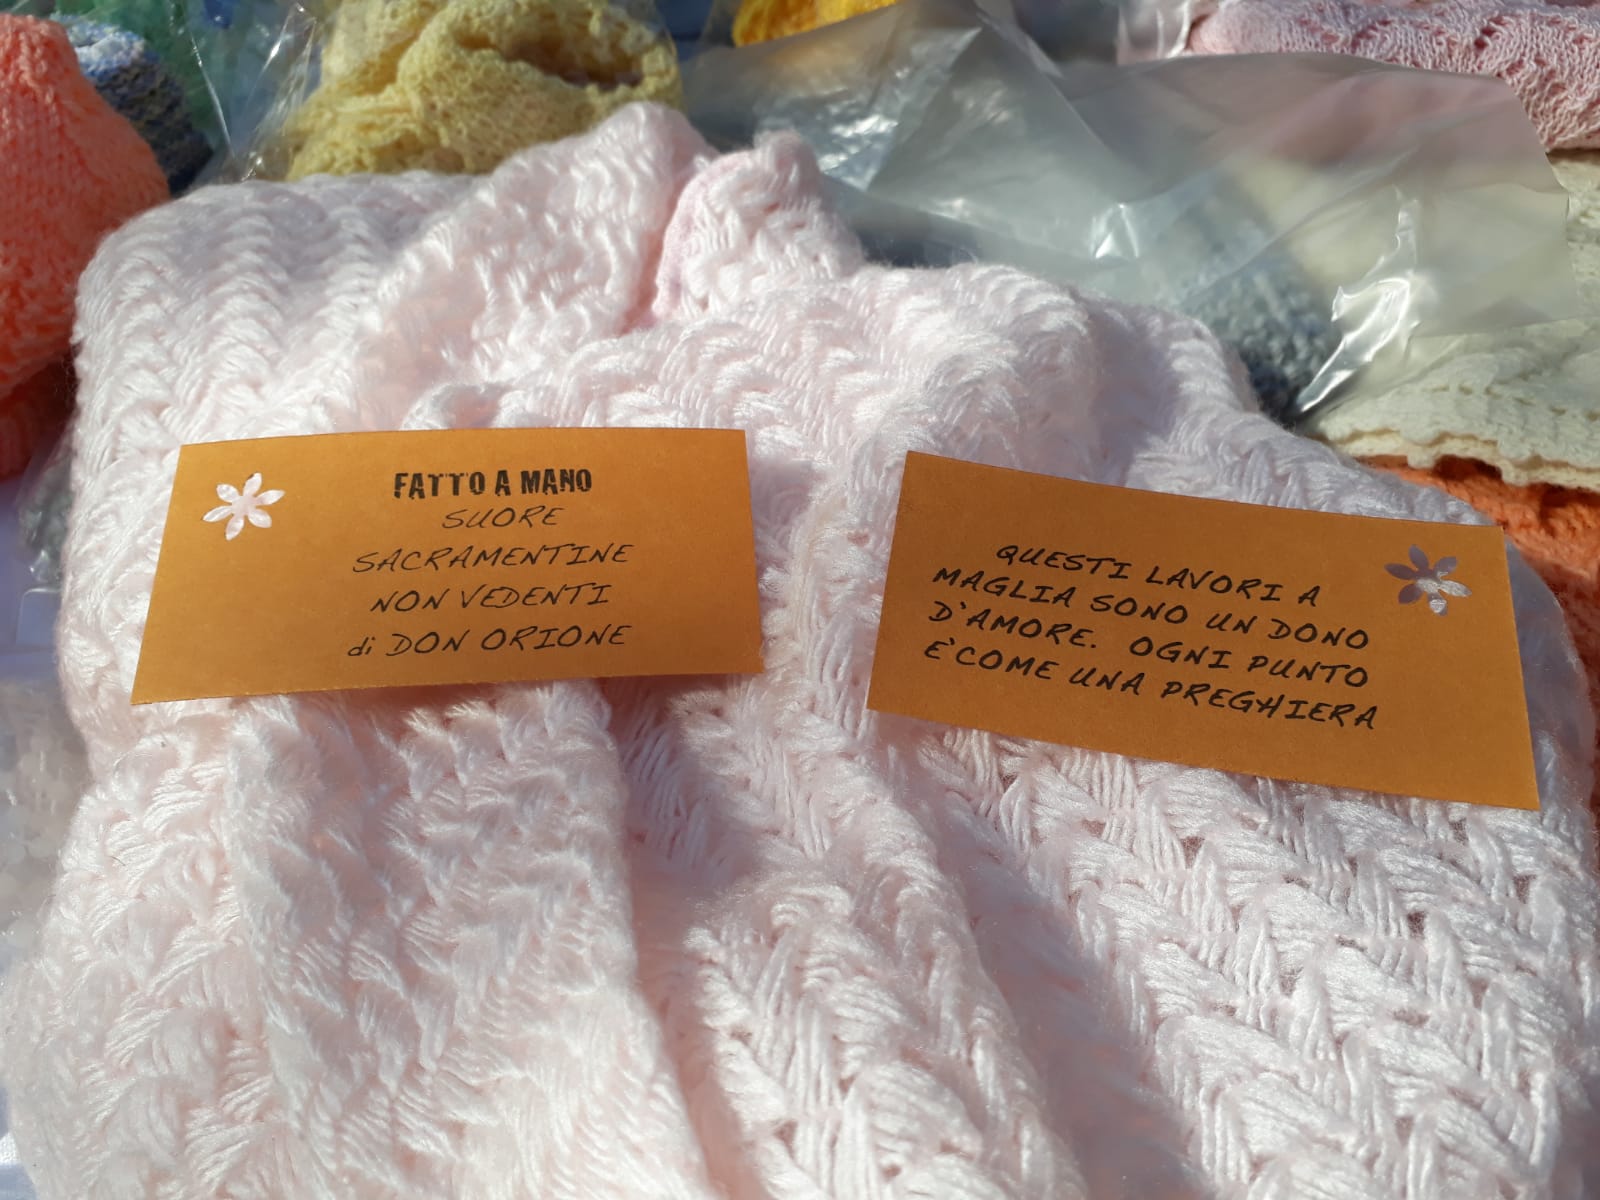 FATTO A MANO
SUORE
SACRAMENTINE
NON VEDENTI
di DON ORIONE
QUESTI LAVORI A
MAGLIA SONO UN DONO
D'AMORE. OGNI PUNTO
E' COME UNA PREGHIERA